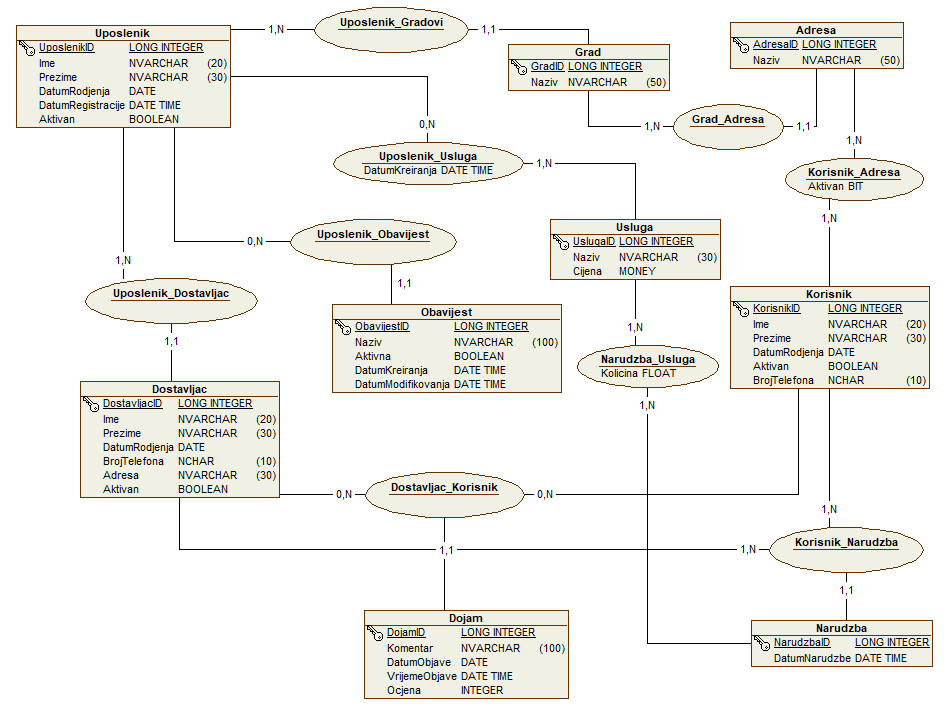 Uposlenik
UposlenikID LONG INTEGER
Ime NVARCHAR (20)
Prezime NVARCHAR (30)
DatumRodjenja DATE
DatumRegistracije DATE TIME
Aktivan BOOLEAN
1,N
Uposlenik_Gradovi
1,1
Grad
GradID LONG INTEGER
Naziv NVARCHAR (50)
Adresa
AdresaID LONG INTEGER
Naziv NVARCHAR (50)
1,N
Grad_Adresa
1,1
0,N
Uposlenik_Usluga
DatumKreiranja DATE TIME
1,N
1,N
Korisnik_Adresa
Aktivan BIT
1,N
Usluga
UslugaID LONG INTEGER
Naziv NVARCHAR (30)
Cijena MONEY
0,N
Uposlenik_Obavijest
1,1
1,N
Uposlenik_Dostavljac
1,1
Obavijest
ObavijestID LONG INTEGER
Naziv NVARCHAR (100)
Aktivna BOOLEAN
DatumKreiranja DATE TIME
DatumModifikovanja DATE TIME
1,N
Narudzba_Usluga
Kolicina FLOAT
1,N
Korisnik
KorisnikID LONG INTEGER
Ime NVARCHAR (20)
Prezime NVARCHAR (30)
DatumRodjenja DATE
Aktivan BOOLEAN
BrojTelefona NCHAR (10)
Dostavljac
DostavljacID LONG INTEGER
Ime NVARCHAR (20)
Prezime NVARCHAR (30)
DatumRodjenja DATE
BrojTelefona NCHAR (10)
Adresa NVARCHAR (30)
Aktivan BOOLEAN
0,N
Dostavljac_Korisnik
0,N
1,1
1,N
1,N
Korisnik_Narudzba
1,1
Dojam
DojamID LONG INTEGER
Komentar NVARCHAR (100)
DatumObjave DATE
VrijemeObjave DATE TIME
Ocjena INTEGER
Narudzba
NarudzbaID LONG INTEGER
DatumNarudzbe DATE TIME